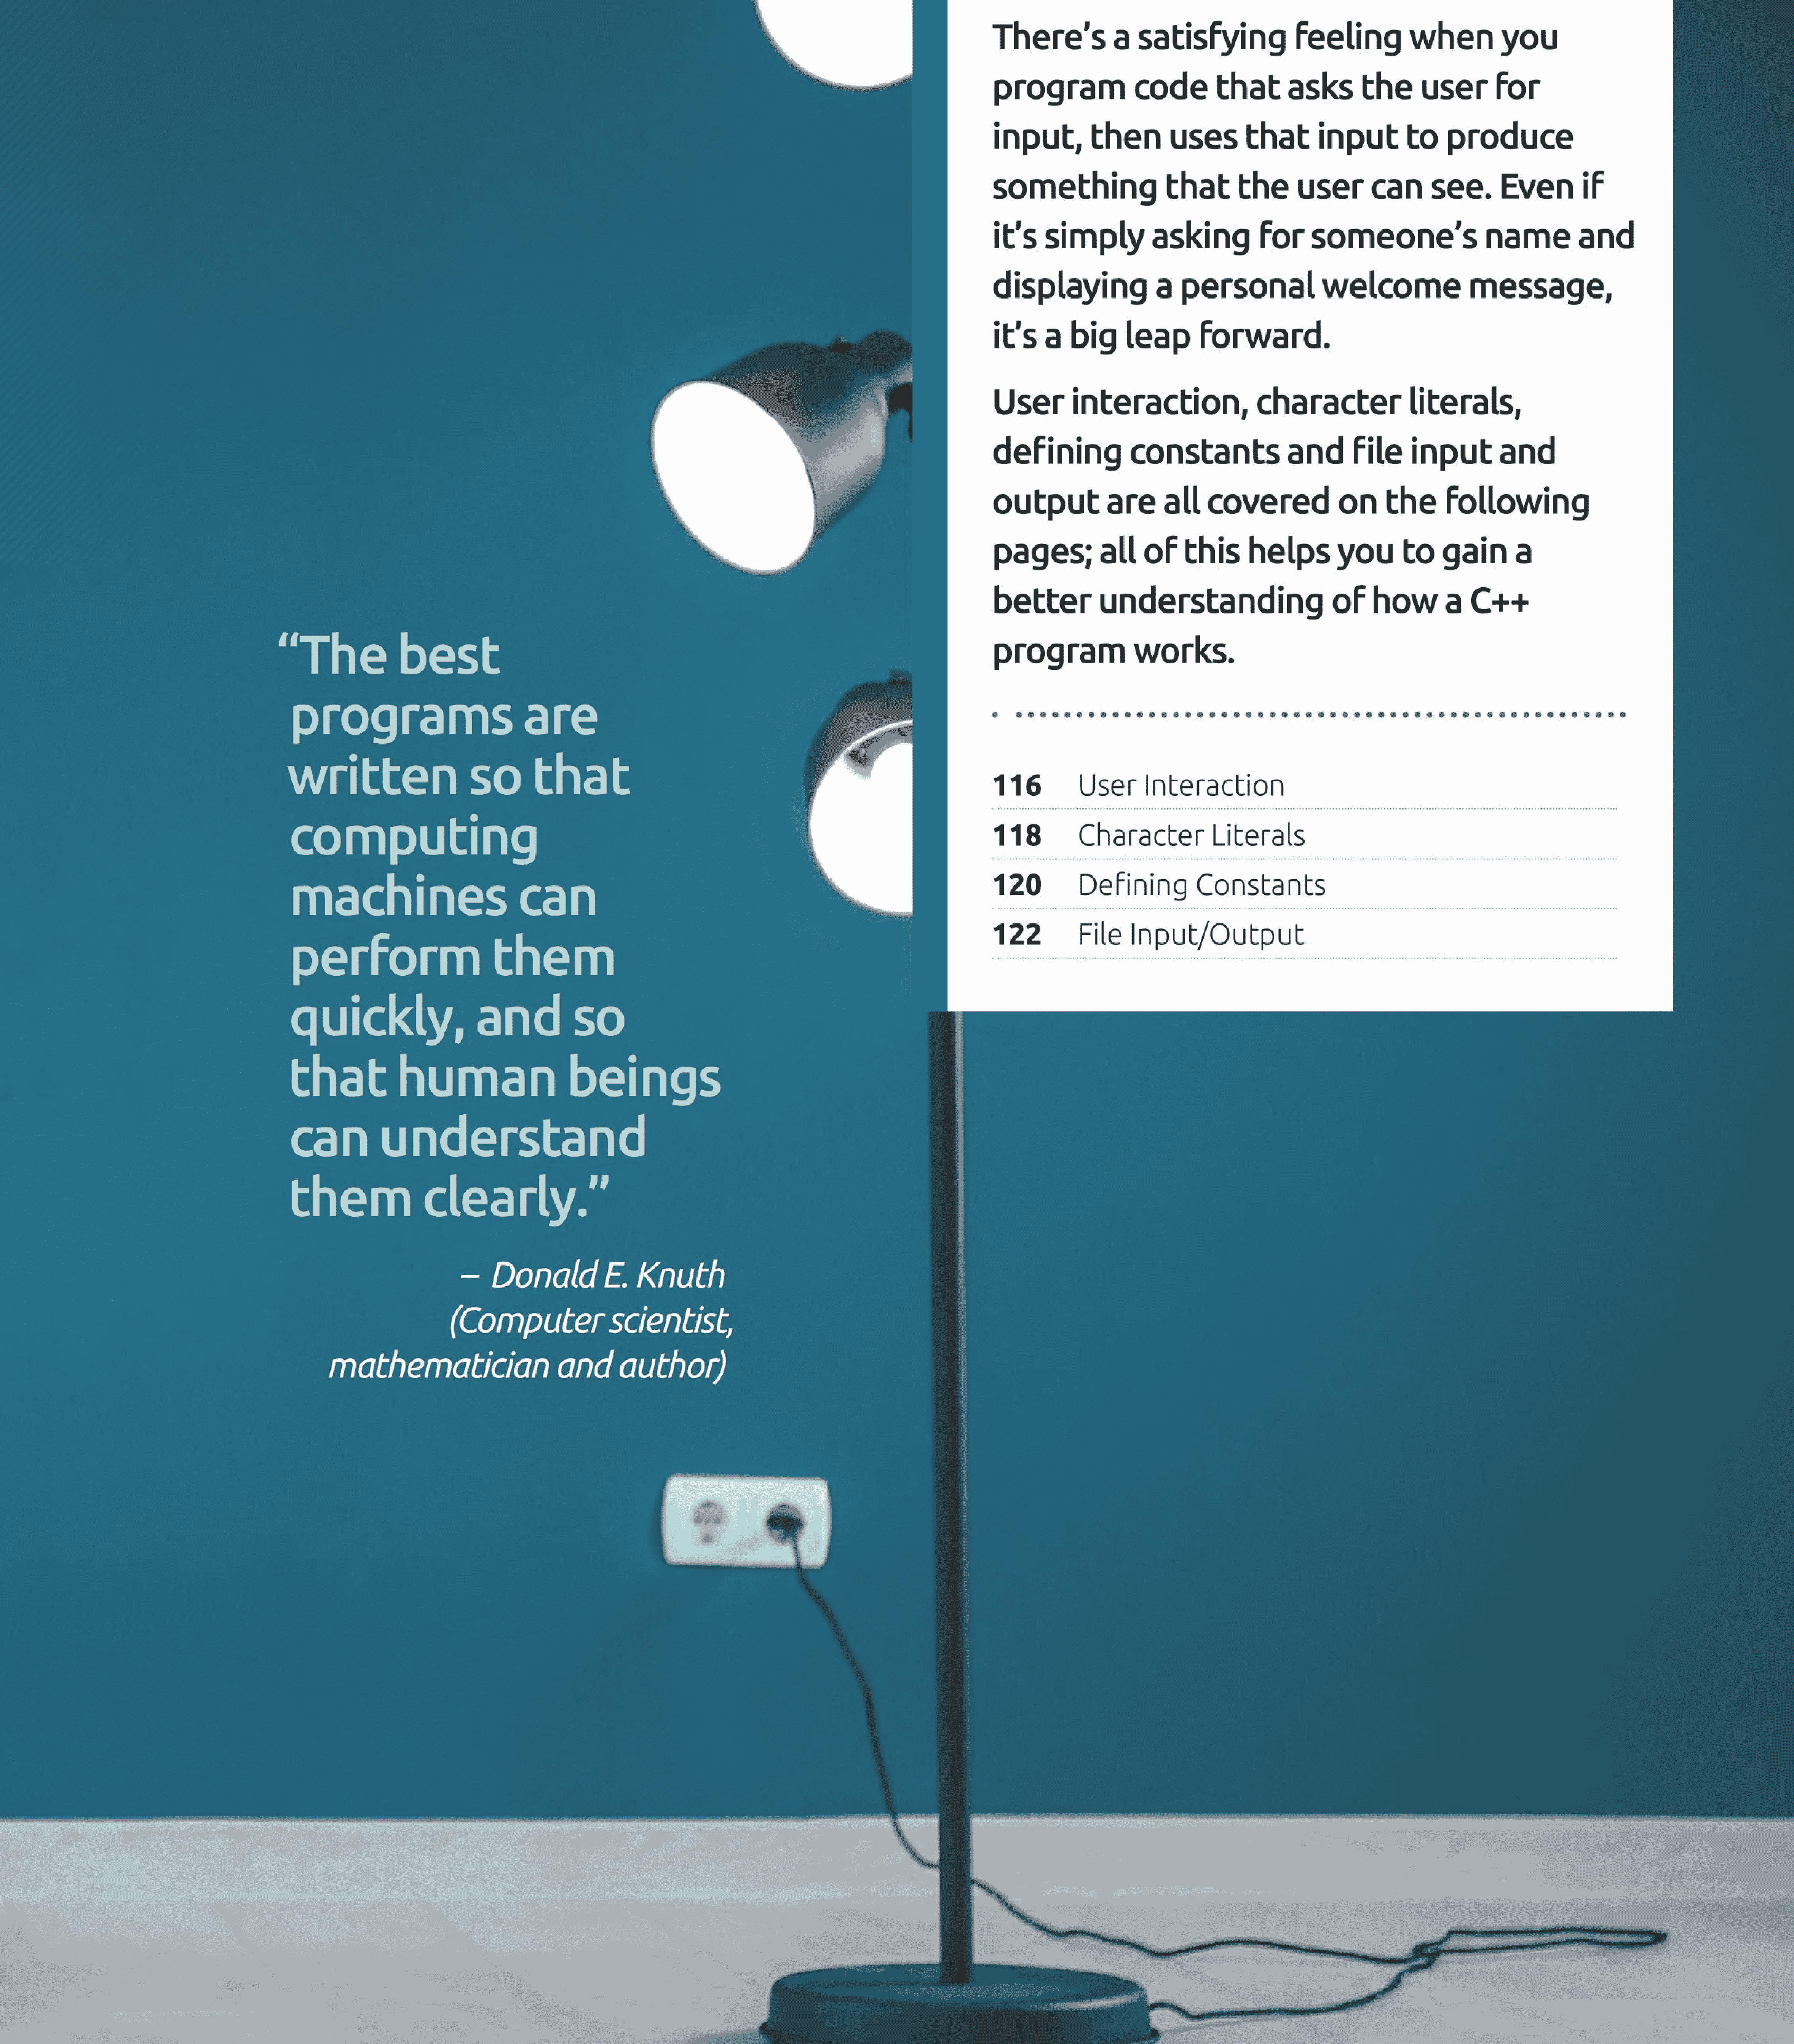 There’s a satisfying feeling when you
program code that asks the user for
input, then uses that input to produce
something that the user can see. Even if
it’s simply asking for someone’s name and
displaying a personal welcome message,
it’s a big leap forward.
User interaction, character literals,
defining constants and file input and
output are all covered on the following
pages; all of this helps you to gain a
better understanding of how a C++
program works.
116 User Interaction
118 Character Literals
120 Defining Constants
122 File Input/Output
“The best
programs are
written so that
computing
machines can
perform them
quickly, and so
that human beings
can understand
them clearly.”
– Donald E. Knuth
(Computer scientist,
mathematician and author)